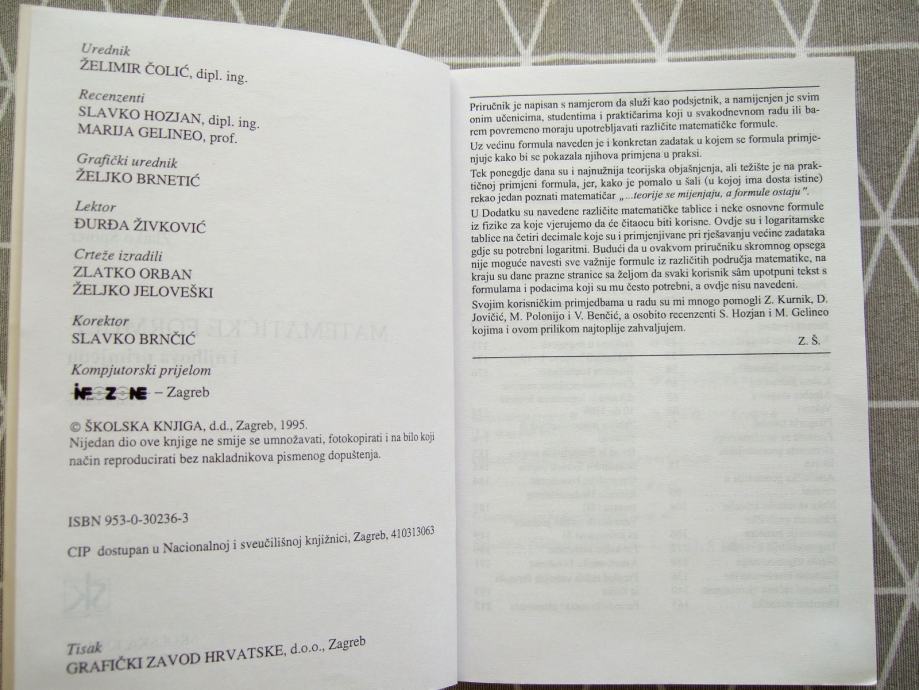 Urednik
ŽELIMIR ČOLIĆ, dipl. ing.
Recenzenti
SLAVKO HOZJAN, dipl. ing.
MARIJA GELINEO, prof.
Grafički urednik
ŽELJKO BRNETIĆ
Lektor
ĐURĐA ŽIVKOVIĆ
Crteže izradili
ZLATKO ORBAN
ŽELJKO JELOVEŠKI
Korektor
SLAVKO BRNČIĆ
Kompjutorski prijelom
INFOZONE – Zagreb
© ŠKOLSKA KNJIGA, d.d., Zagreb, 1995.
Nijedan dio ove knjige ne smije se umnožavati, fotokopirati i na bilo koji
način reproducirati bez nakladnikova pismenog dopuštenja.
ISBN 953-0-30236-3
CIP dostupan u Nacionalnoj i sveučilišnoj knjižnici, Zagreb, 410313063
Tisak
GRAFIČKI ZAVOD HRVATSKE, d.o.o., Zagreb
Priručnik je napisan s namjerom da služi kao podsjetnik, a namijenjen je svim
onim učenicima, studentima i praktičarima koji u svakodnevnom radu ili ba-
rem povremeno moraju upotrebljavati različite matematičke formule.
Uz većinu formula naveden je i konkretan zadatak u kojem se formula primje-
njuje kako bi se pokazala njihova primjena u praksi.
Tek ponegdje dana su i najnužnija teorijska objašnjenja, ali težište je na prak-
tičnoj primjeni formula, jer, kako je pomalo u šali (u kojoj ima dosta istine)
rekao jedan poznati matematičar „...teorije se mijenjaju, a formule ostaju".
U Dodatku su navedene različite matematičke tablice i neke osnovne formule
iz fizike za koje vjerujemo da će čitaocu biti korisne. Ovdje su i logaritamske
tablice na četiri decimale koje su i primjenjivane pri rješavanju većine zadataka
gdje su potrebni logaritmi. Budući da u ovakvom priručniku skromnog opsega
nije moguće navesti sve važnije formule iz različitih područja matematike, na
kraju su dane prazne stranice sa željom da svaki korisnik sâm upotpuni tekst s
formulama i podacima koji su mu često potrebni, a ovdje nisu navedeni.
Svojim korisničkim primjedbama u radu su mi mnogo pomogli Z. Kurnik, D.
Jovičić, M. Polonijo i V. Benčić, a osobito recenzenti S. Hozjan i M. Gelineo
kojima i ovom prilikom najtoplije zahvaljujem.
Z. Š.